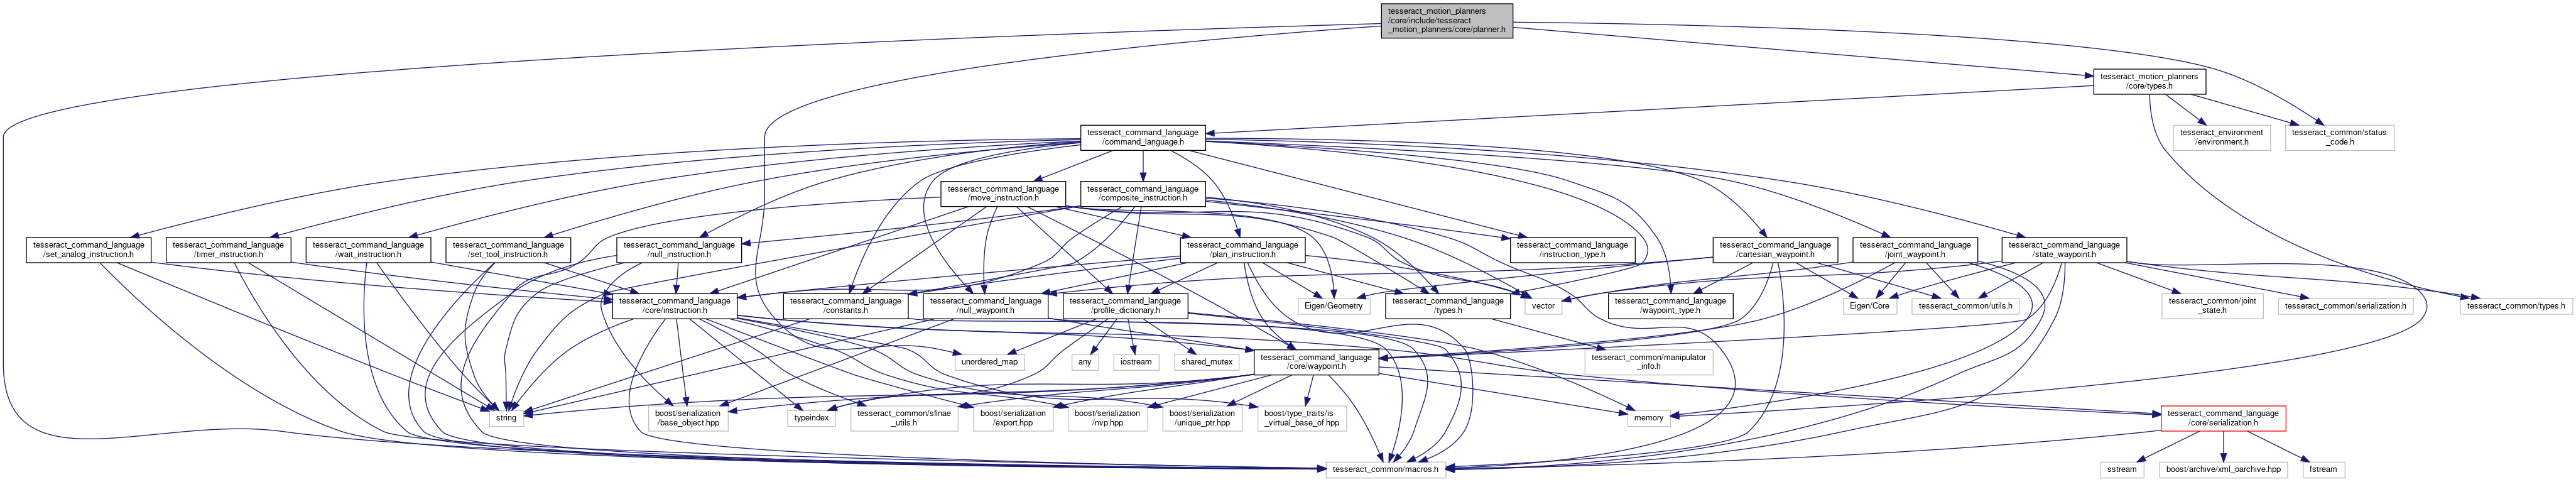 tesseract_motion_planners
/core/include/tesseract
_motion_planners/core/planner.h
tesseract_motion_planners
/core/types.h
tesseract_command_language
/command_language.h
tesseract_environment
/environment.h
tesseract_common/status
_code.h
tesseract_command_language
/move_instruction.h
tesseract_command_language
/composite_instruction.h
tesseract_command_language
/set_analog_instruction.h
tesseract_command_language
/timer_instruction.h
tesseract_command_language
/wait_instruction.h
tesseract_command_language
/set_tool_instruction.h
tesseract_command_language
/null_instruction.h
tesseract_command_language
/plan_instruction.h
tesseract_command_language
/instruction_type.h
tesseract_command_language
/cartesian_waypoint.h
tesseract_command_language
/joint_waypoint.h
tesseract_command_language
/state_waypoint.h
tesseract_command_language
/core/instruction.h
tesseract_command_language
/constants.h
tesseract_command_language
/null_waypoint.h
tesseract_command_language
/profile_dictionary.h
Eigen/Geometry
tesseract_command_language
/types.h
vector
tesseract_command_language
/waypoint_type.h
Eigen/Core
tesseract_common/utils.h
tesseract_common/joint
_state.h
tesseract_common/serialization.h
tesseract_common/types.h
unordered_map
any
iostream
shared_mutex
tesseract_command_language
/core/waypoint.h
tesseract_common/manipulator
_info.h
string
boost/serialization
/base_object.hpp
typeindex
tesseract_common/sfinae
_utils.h
boost/serialization
/export.hpp
boost/serialization
/nvp.hpp
boost/serialization
/unique_ptr.hpp
boost/type_traits/is
_virtual_base_of.hpp
memory
tesseract_command_language
/core/serialization.h
tesseract_common/macros.h
sstream
boost/archive/xml_oarchive.hpp
fstream